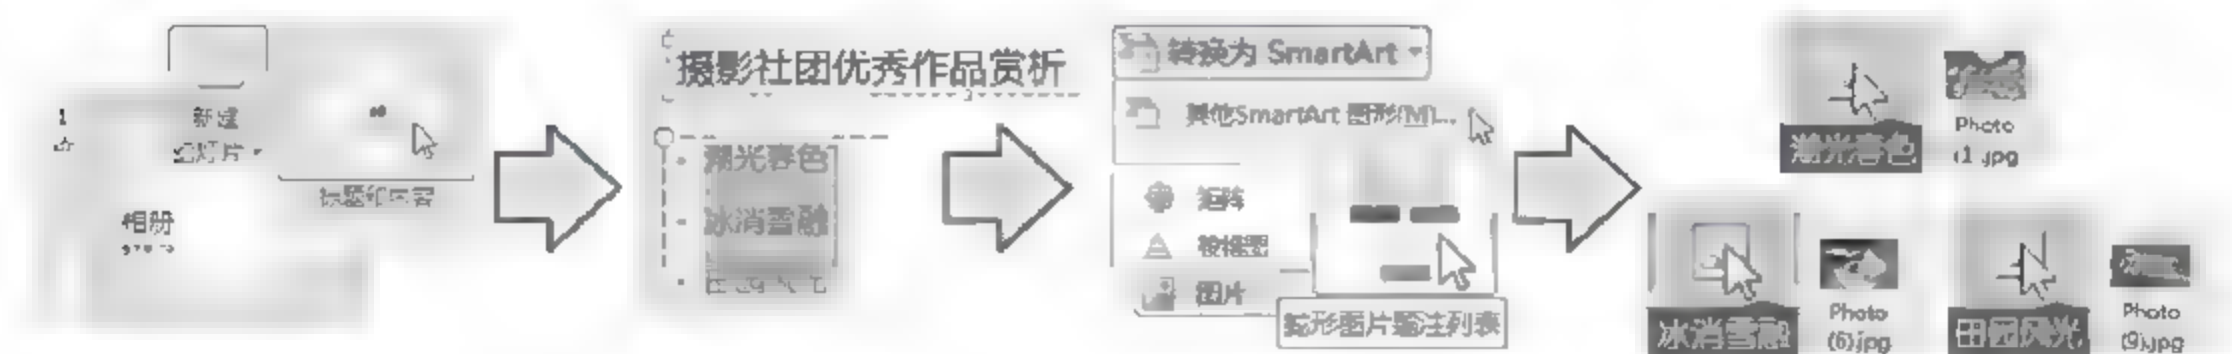 1
新建
幻灯片
标题和内容
相册
摄影社团优秀作品赏析
湖光春色
冰消雪融
转换为 SmartArt
其他SmartArt 图形(M)...
矩阵
棱锥图
图片
蛇形图片题注列表
湖光春色
Photo
(1).jpg
冰消雪融
Photo
(6).jpg
田园风光
Photo
(9).jpg